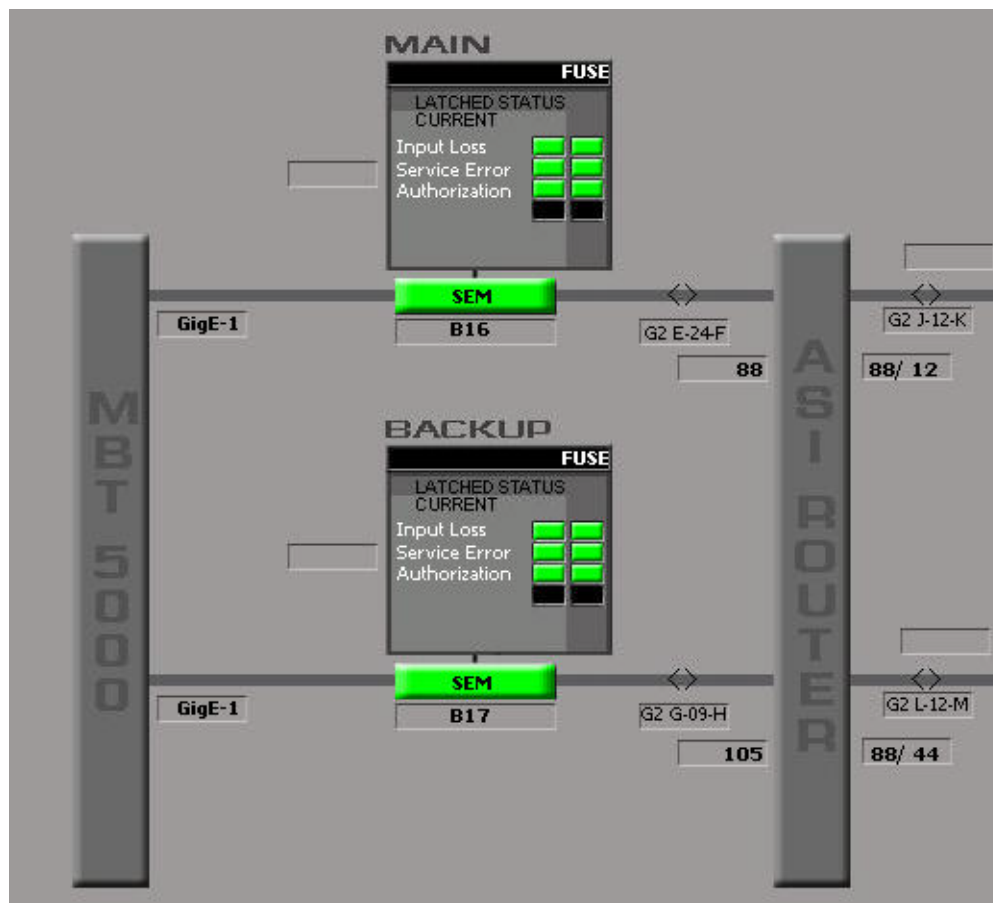 MAIN
FUSE
LATCHED STATUS
CURRENT
Input Loss
Service Error
Authorization
SEM
GigE-1
B16
G2 E-24-F
G2 J-12-K
88
88/ 12
MBT 5000
ASI ROUTER
BACKUP
FUSE
LATCHED STATUS
CURRENT
Input Loss
Service Error
Authorization
SEM
GigE-1
B17
G2 G-09-H
G2 L-12-M
105
88/ 44